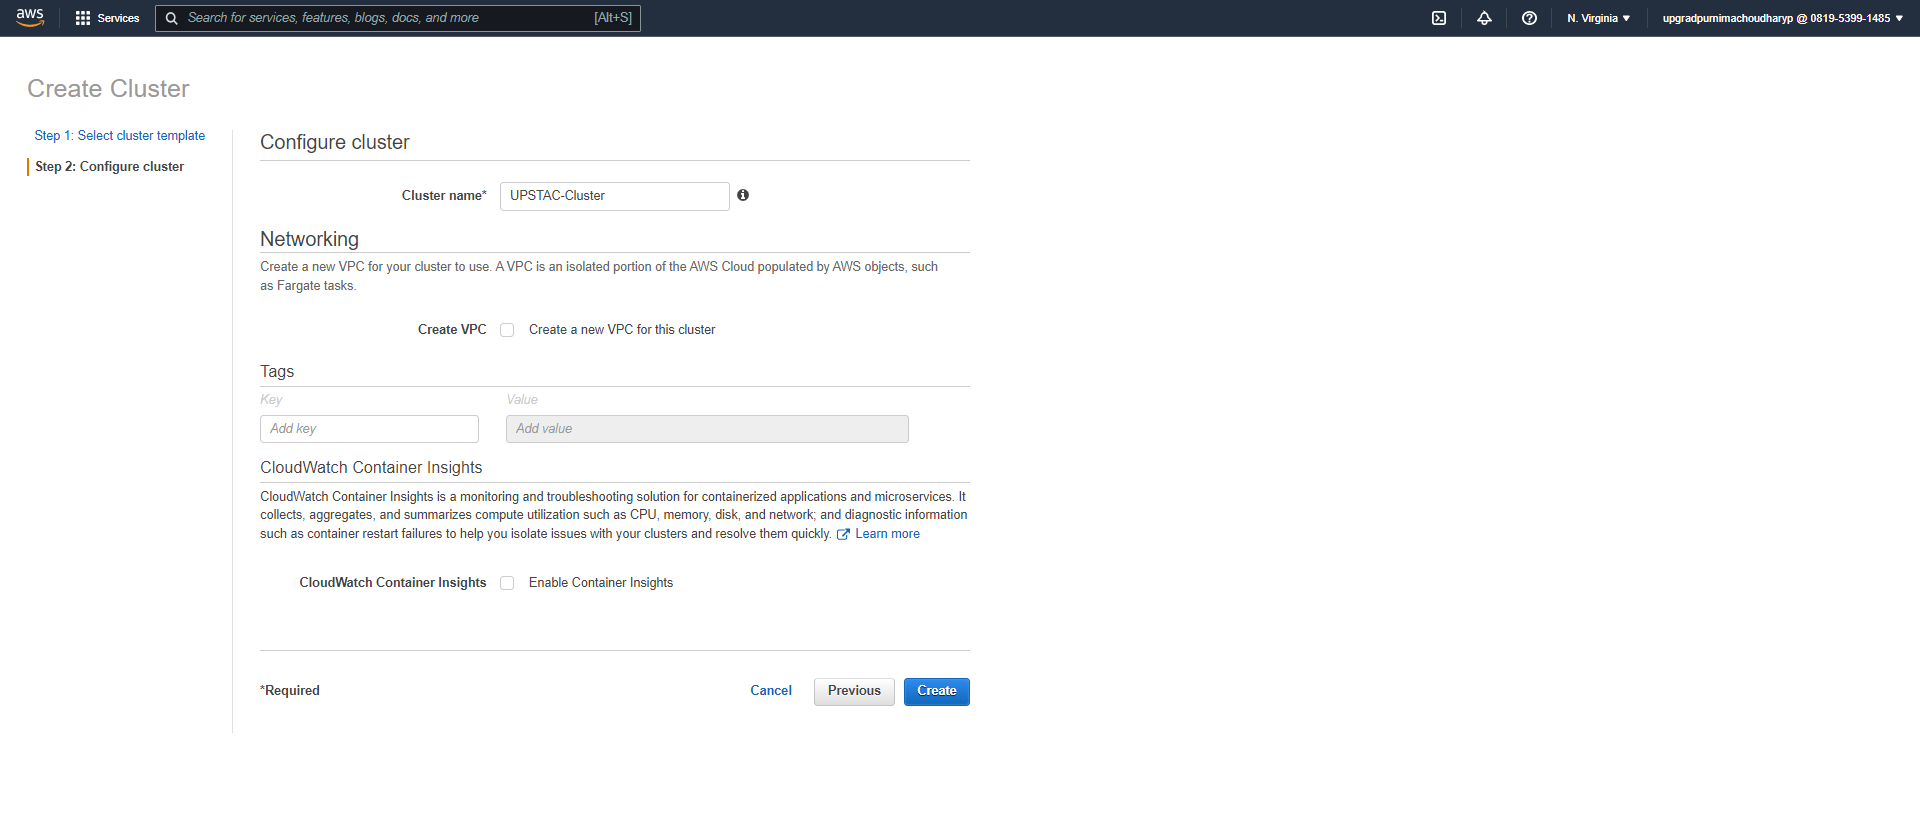 aws Services Search for services, features, blogs, docs, and more [Alt+S] N. Virginia ▼ upgradpurnimachoudharyp @ 0819-5399-1485 ▼
Create Cluster
Step 1: Select cluster template
Step 2: Configure cluster
Configure cluster
Cluster name* UPSTAC-Cluster
Networking
Create a new VPC for your cluster to use. A VPC is an isolated portion of the AWS Cloud populated by AWS objects, such
as Fargate tasks.
Create VPC Create a new VPC for this cluster
Tags
Key Value
Add key Add value
CloudWatch Container Insights
CloudWatch Container Insights is a monitoring and troubleshooting solution for containerized applications and microservices. It
collects, aggregates, and summarizes compute utilization such as CPU, memory, disk, and network; and diagnostic information
such as container restart failures to help you isolate issues with your clusters and resolve them quickly. Learn more
CloudWatch Container Insights Enable Container Insights
*Required Cancel Previous Create